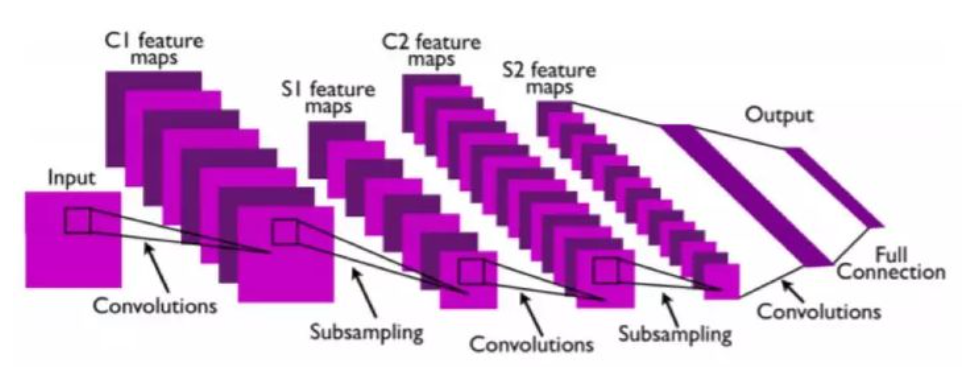 C1 feature
maps
C2 feature
maps
S1 feature
maps
S2 feature
maps
Output
Input
Full
Connection
Convolutions
Subsampling
Convolutions
Subsampling
Convolutions